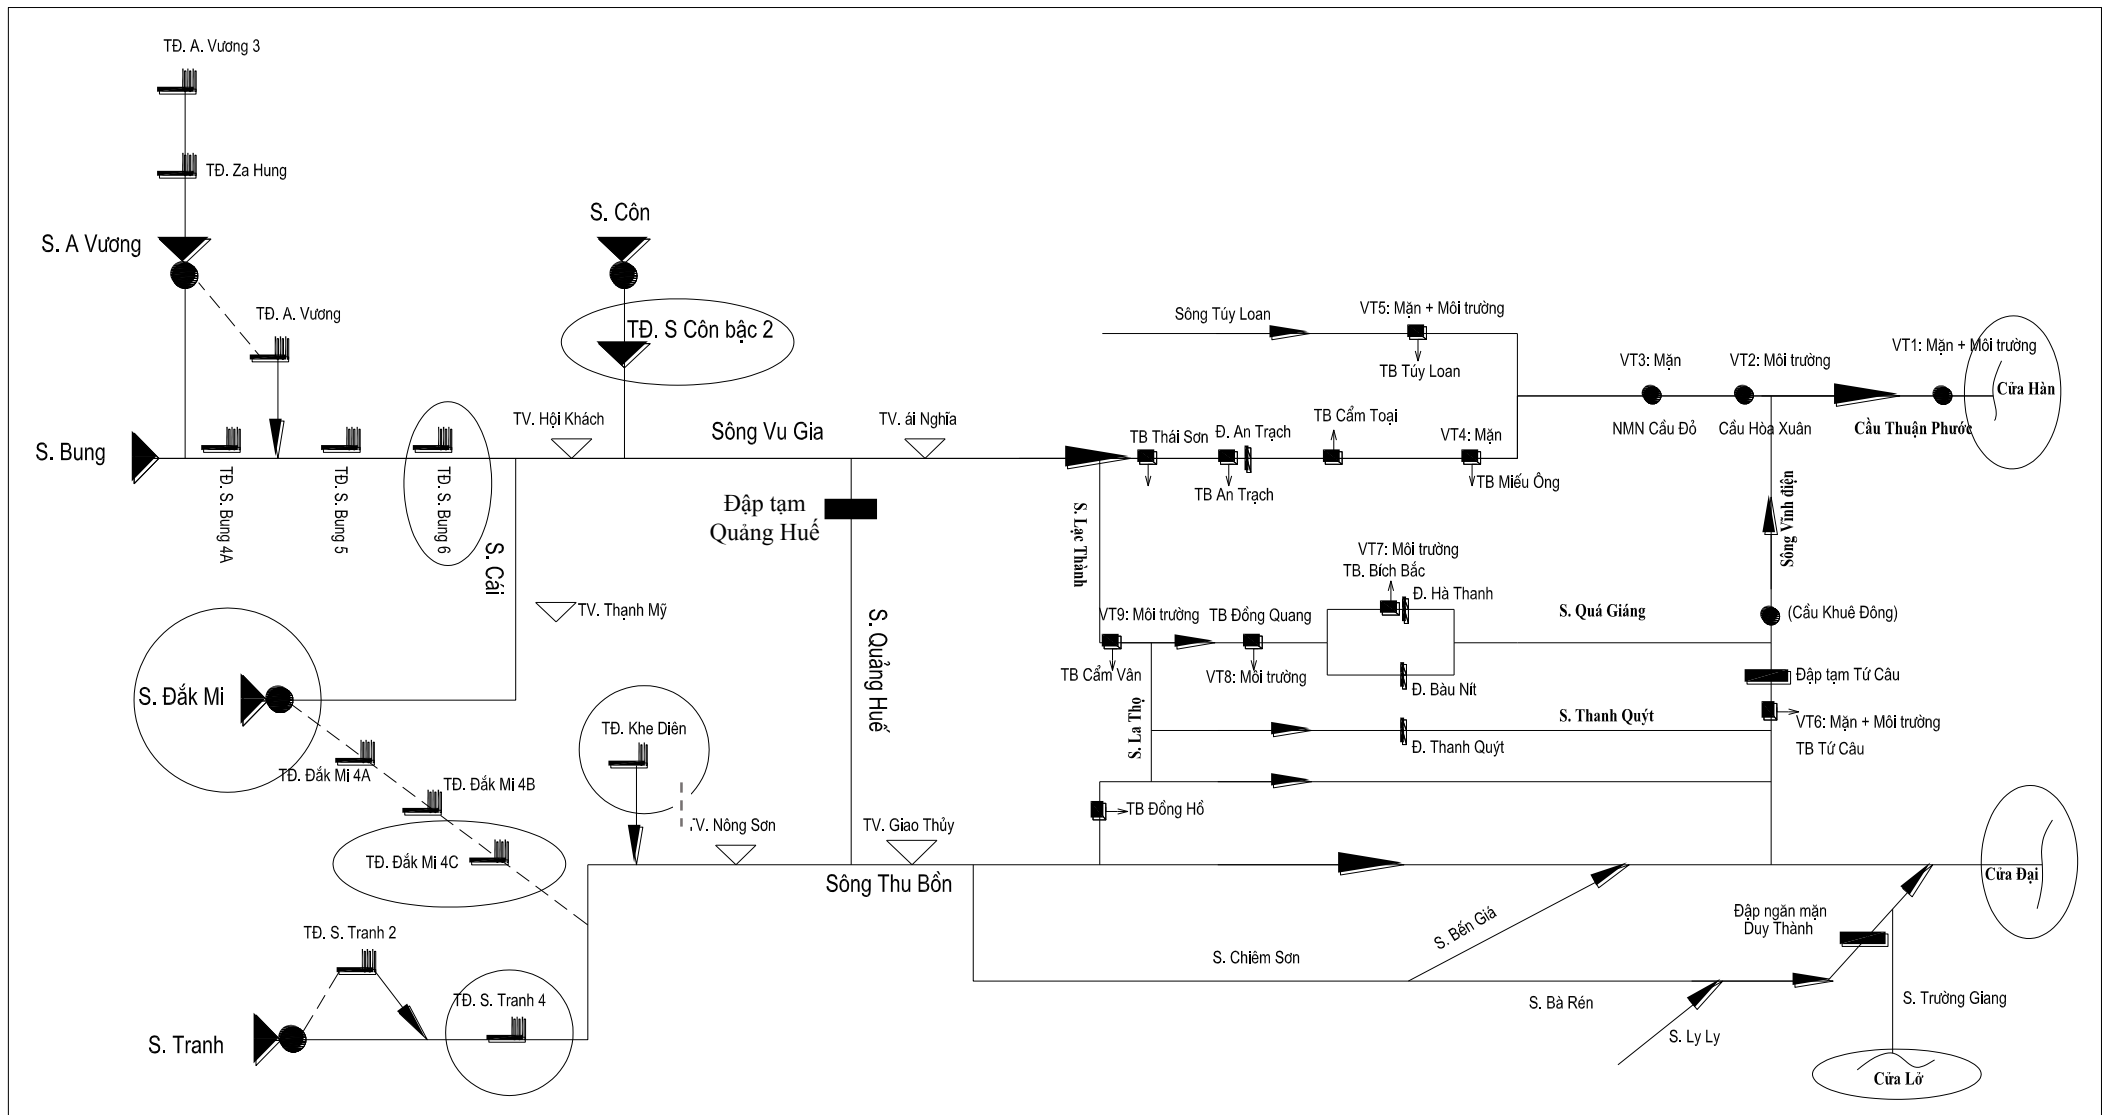 TĐ. A. Vương 3
TĐ. Za Hung
S. A Vương
S. Côn
TĐ. A. Vương
TĐ. S Côn bậc 2
Sông Túy Loan
VT5: Mặn + Môi trường
TB Túy Loan
VT3: Mặn
VT2: Môi trường
VT1: Mặn + Môi trường
Cửa Hàn
NMN Cầu Đỏ
Cầu Hòa Xuân
Cầu Thuận Phước
S. Bung
TĐ. S. Bung 4A
TĐ. S. Bung 5
TĐ. S. Bung 6
TV. Hội Khách
Sông Vu Gia
TV. ái Nghĩa
TB Thái Sơn
Đ. An Trạch
TB Cẩm Toại
VT4: Mặn
TB An Trạch
TB Miếu Ông
Đập tạm
Quảng Huế
S. Cái
S. Lạc Thành
Sông Vĩnh điện
TV. Thạnh Mỹ
S. Quảng Huế
VT7: Môi trường
TB. Bích Bắc
Đ. Hà Thanh
VT9: Môi trường
TB Đồng Quang
S. Quá Giáng
(Cầu Khuê Đông)
TB Cẩm Vân
VT8: Môi trường
Đ. Bàu Nít
Đập tạm Tứ Câu
S. Đắk Mi
S. La Thọ
S. Thanh Quýt
Đ. Thanh Quýt
VT6: Mặn + Môi trường
TB Tứ Câu
TĐ. Khe Diên
TĐ. Đắk Mi 4A
TĐ. Đắk Mi 4B
TĐ. Đắk Mi 4C
TV. Nông Sơn
TV. Giao Thủy
TB Đồng Hồ
Sông Thu Bồn
Cửa Đại
TĐ. S. Tranh 2
S. Bến Giá
Đập ngăn mặn
Duy Thành
S. Chiêm Sơn
TĐ. S. Tranh 4
S. Bà Rén
S. Trường Giang
S. Tranh
S. Ly Ly
Cửa Lở